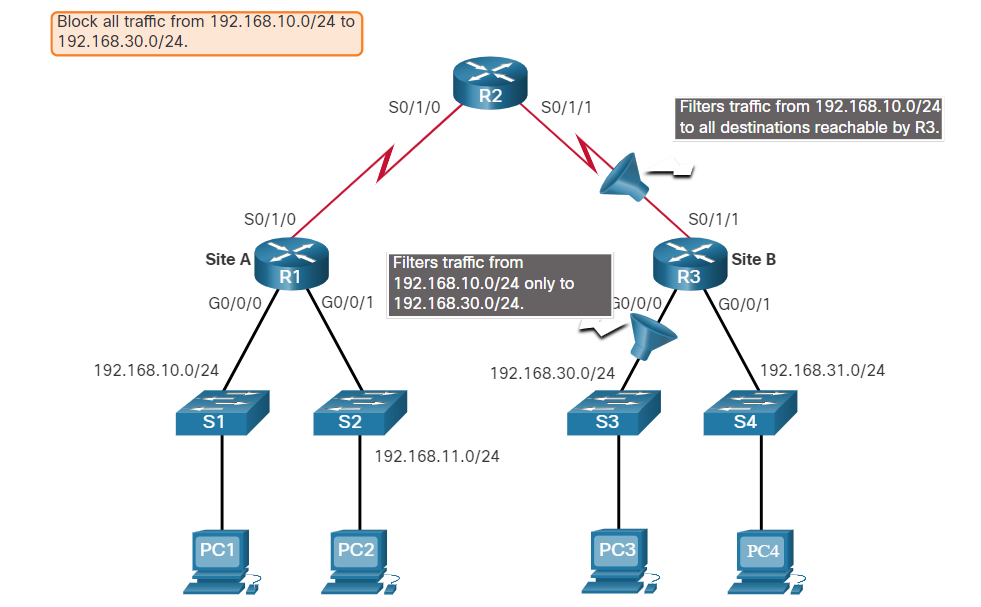 Block all traffic from 192.168.10.0/24 to
192.168.30.0/24.
R2
S0/1/0
S0/1/1
Filters traffic from 192.168.10.0/24
to all destinations reachable by R3.
S0/1/0
S0/1/1
Site A
R1
Filters traffic from
192.168.10.0/24 only to
192.168.30.0/24.
R3
Site B
G0/0/0
G0/0/1
G0/0/0
G0/0/1
192.168.10.0/24
192.168.30.0/24
192.168.31.0/24
S1
S2
S3
S4
192.168.11.0/24
PC1
PC2
PC3
PC4